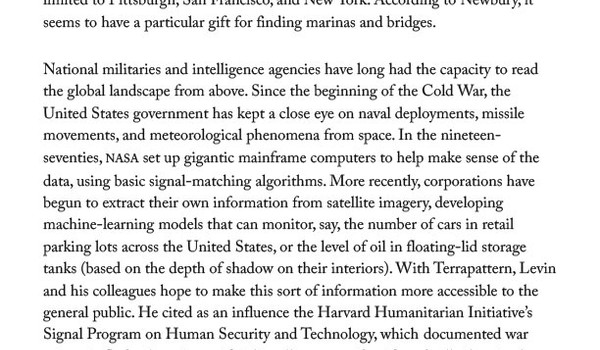 limited to Pittsburgh, San Francisco, and New York. According to Newbury, it
seems to have a particular gift for finding marinas and bridges.
National militaries and intelligence agencies have long had the capacity to read
the global landscape from above. Since the beginning of the Cold War, the
United States government has kept a close eye on naval deployments, missile
movements, and meteorological phenomena from space. In the nineteen-
seventies, NASA set up gigantic mainframe computers to help make sense of the
data, using basic signal-matching algorithms. More recently, corporations have
begun to extract their own information from satellite imagery, developing
machine-learning models that can monitor, say, the number of cars in retail
parking lots across the United States, or the level of oil in floating-lid storage
tanks (based on the depth of shadow on their interiors). With Terrapattern, Levin
and his colleagues hope to make this sort of information more accessible to the
general public. He cited as an influence the Harvard Humanitarian Initiative’s
Signal Program on Human Security and Technology, which documented war